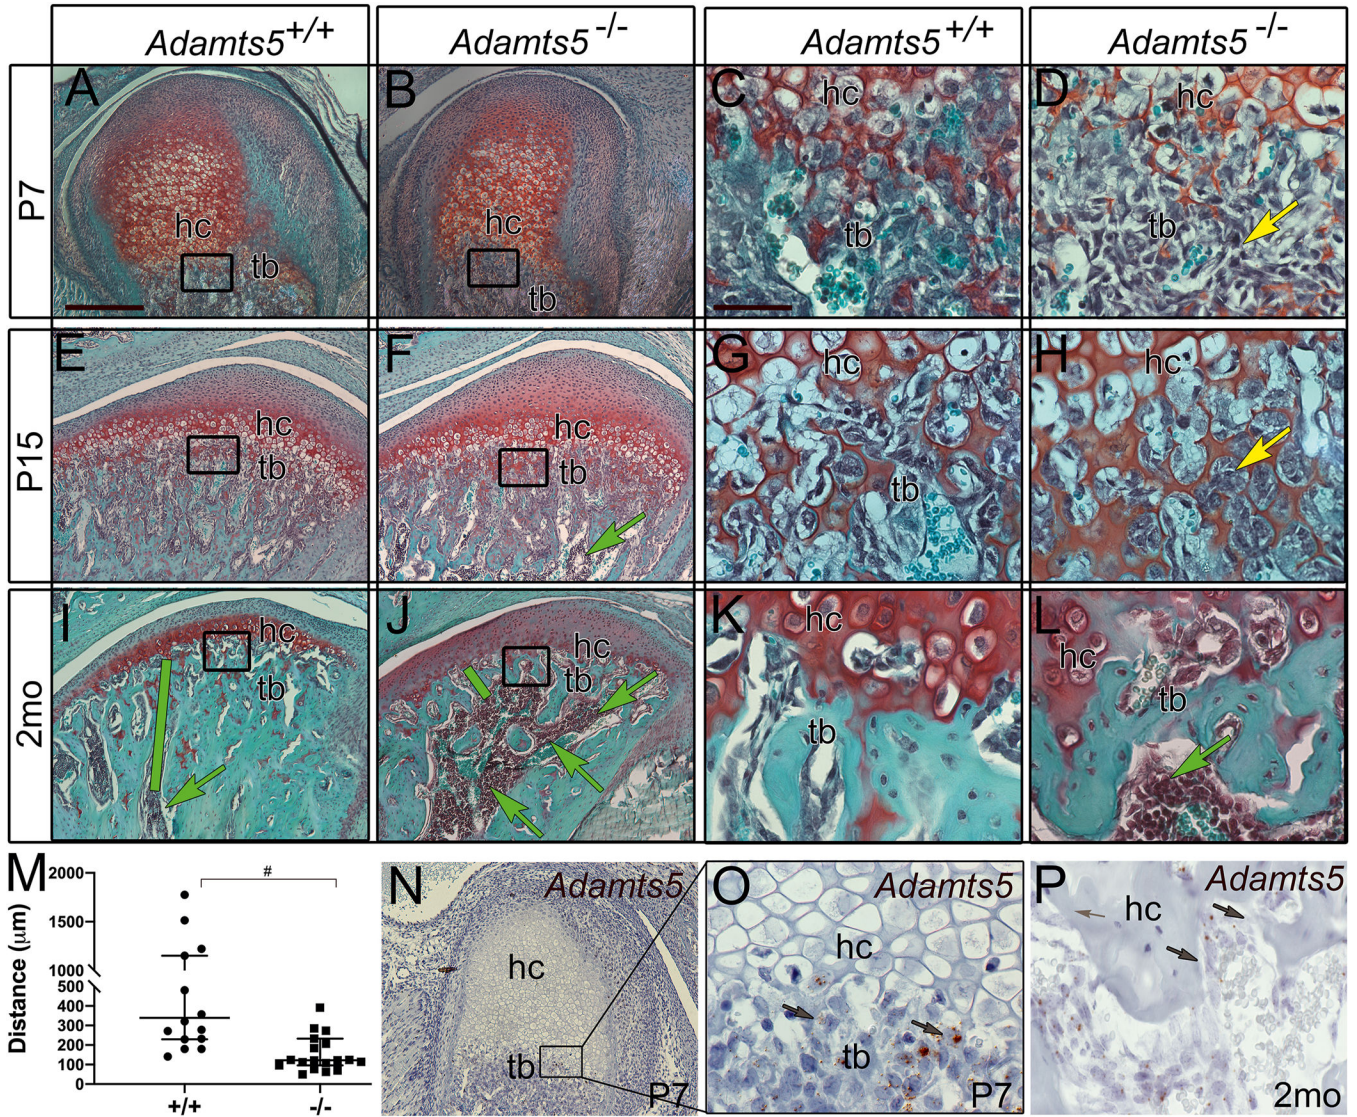 Adamts5+/+ Adamts5-/- Adamts5+/+ Adamts5-/-
P7
A hc tb
B hc tb
C hc tb
D hc tb
P15
E hc tb
F hc tb
G hc tb
H hc tb
2mo
I hc tb
J hc tb
K hc tb
L hc tb
M
#
Distance (μm)
2000
1500
1000
500
400
300
200
100
0
+/+ -/-
N Adamts5
hc
tb
P7
O Adamts5
hc
tb
P7
P Adamts5
hc
2mo